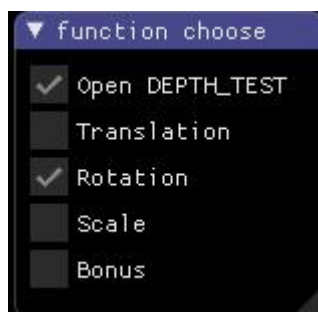 function choose
Open DEPTH_TEST
Translation
Rotation
Scale
Bonus